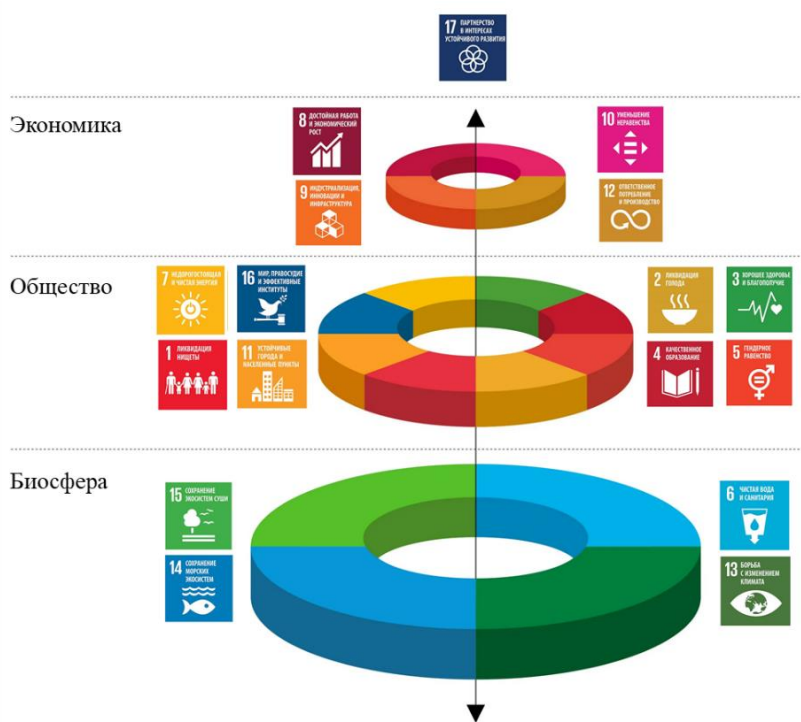 17 ПАРТНЕРСТВО
В ИНТЕРЕСАХ
УСТОЙЧИВОГО РАЗВИТИЯ
Экономика
8 ДОСТОЙНАЯ РАБОТА
И ЭКОНОМИЧЕСКИЙ
РОСТ
10 УМЕНЬШЕНИЕ
НЕРАВЕНСТВА
9 ИНДУСТРИАЛИЗАЦИЯ,
ИННОВАЦИИ И
ИНФРАСТРУКТУРА
12 ОТВЕТСТВЕННОЕ
ПОТРЕБЛЕНИЕ
И ПРОИЗВОДСТВО
Общество
7 НЕДОРОГОСТОЯЩАЯ
И ЧИСТАЯ ЭНЕРГИЯ
16 МИР, ПРАВОСУДИЕ
И ЭФФЕКТИВНЫЕ
ИНСТИТУТЫ
2 ЛИКВИДАЦИЯ
ГОЛОДА
3 ХОРОШЕЕ ЗДОРОВЬЕ
И БЛАГОПОЛУЧИЕ
1 ЛИКВИДАЦИЯ
НИЩЕТЫ
11 УСТОЙЧИВЫЕ
ГОРОДА И
НАСЕЛЕННЫЕ ПУНКТЫ
4 КАЧЕСТВЕННОЕ
ОБРАЗОВАНИЕ
5 ГЕНДЕРНОЕ
РАВЕНСТВО
Биосфера
15 СОХРАНЕНИЕ
ЭКОСИСТЕМ СУШИ
6 ЧИСТАЯ ВОДА
И САНИТАРИЯ
14 СОХРАНЕНИЕ
МОРСКИХ
ЭКОСИСТЕМ
13 БОРЬБА
С ИЗМЕНЕНИЕМ
КЛИМАТА